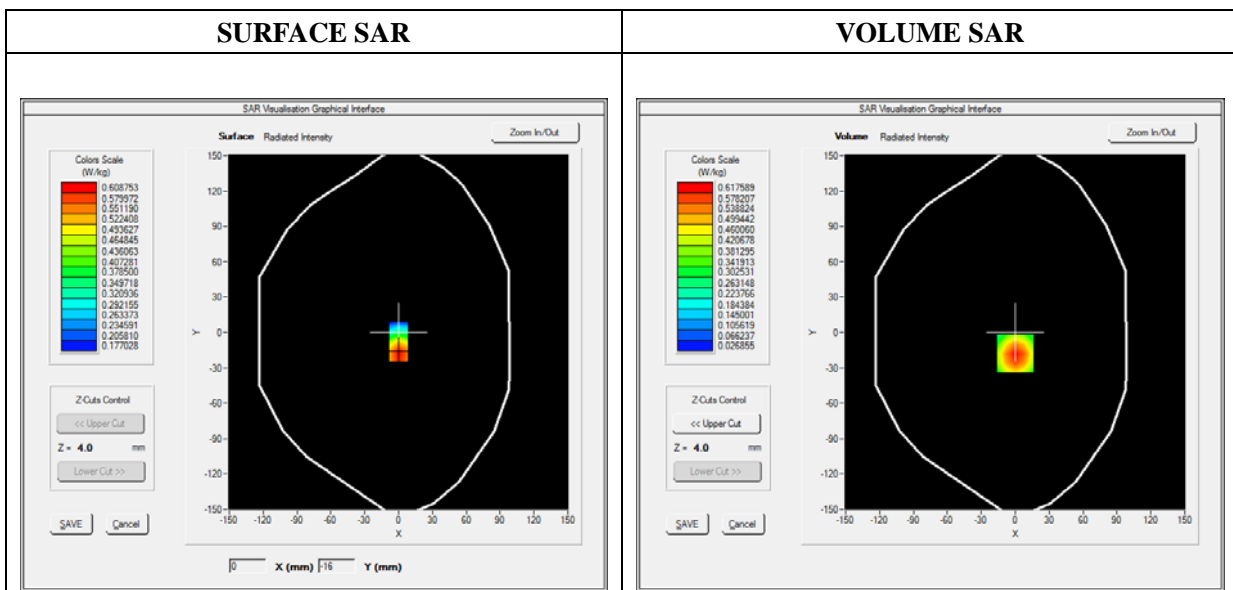 SURFACE SAR
VOLUME SAR
SAR Visualisation Graphical Interface
Surface Radiated Intensity
Zoom In/Out
Colors Scale
(W/kg)
0.608753
0.579972
0.551190
0.522408
0.493627
0.464845
0.436063
0.407281
0.378500
0.349718
0.320936
0.292155
0.263373
0.234591
0.205810
0.177028
150
120
90
60
30
0
-30
-60
-90
-120
-150
Y
-150 -120 -90 -60 -30 0 30 60 90 120 150
X
Z-Cuts Control
<< Upper Cut
Z = 4.0 mm
Lower Cut >>
SAVE Cancel
0 X (mm) -16 Y (mm)
SAR Visualisation Graphical Interface
Volume Radiated Intensity
Zoom In/Out
Colors Scale
(W/kg)
0.617589
0.578207
0.538824
0.499442
0.460060
0.420678
0.381295
0.341913
0.302531
0.263148
0.223766
0.184384
0.145001
0.105619
0.066237
0.026855
150
120
90
60
30
0
-30
-60
-90
-120
-150
Y
-150 -120 -90 -60 -30 0 30 60 90 120 150
X
Z-Cuts Control
<< Upper Cut
Z = 4.0 mm
Lower Cut >>
SAVE Cancel